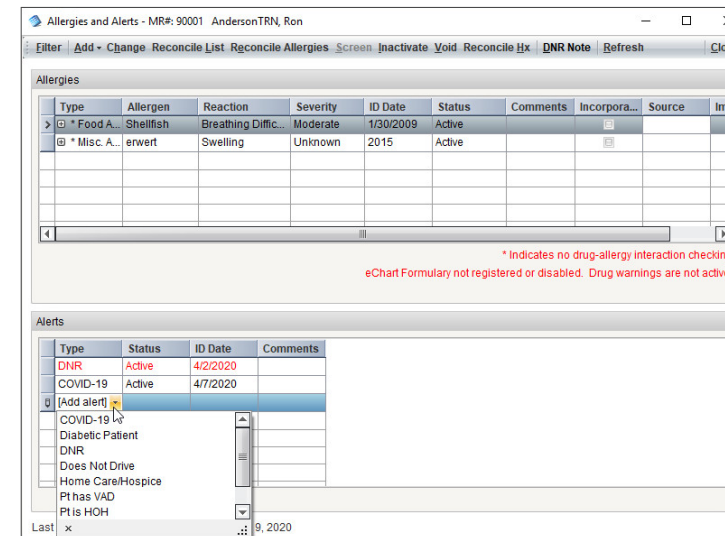 Allergies and Alerts - MR#: 90001 AndersonTRN, Ron
Filter Add Change Reconcile List Reconcile Allergies Screen Inactivate Void Reconcile Hx DNR Note Refresh Clo
Allergies
Type Allergen Reaction Severity ID Date Status Comments Incorpora... Source Im
* Food A... Shellfish Breathing Diffic... Moderate 1/30/2009 Active
* Misc. A... erwert Swelling Unknown 2015 Active
* Indicates no drug-allergy interaction checkin
eChart Formulary not registered or disabled. Drug warnings are not active
Alerts
Type Status ID Date Comments
DNR Active 4/2/2020
COVID-19 Active 4/7/2020
[Add alert]
COVID-19
Diabetic Patient
DNR
Does Not Drive
Home Care/Hospice
Pt has VAD
Pt is HOH
Last 9, 2020